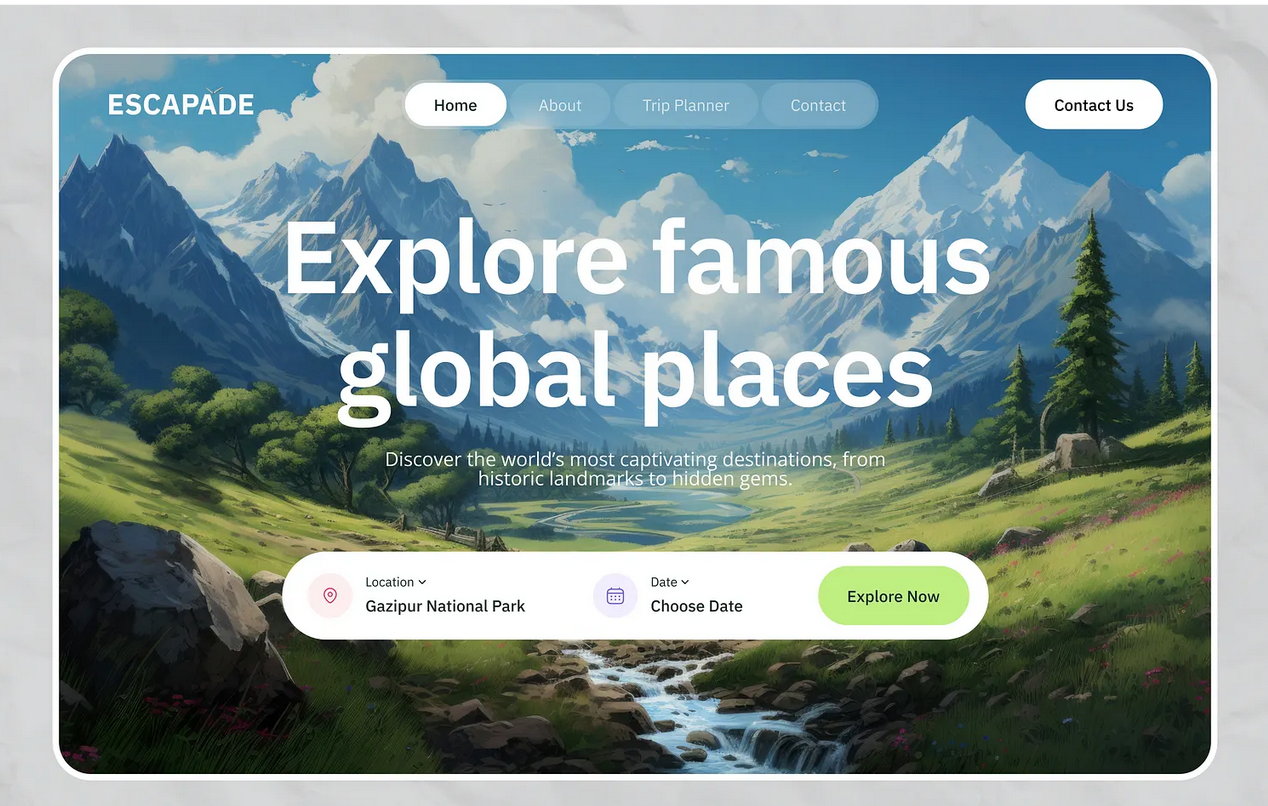 ESCAPADE
Home
About
Trip Planner
Contact
Contact Us
Explore famous
global places
Discover the world’s most captivating destinations, from
historic landmarks to hidden gems.
Location
Gazipur National Park
Date
Choose Date
Explore Now